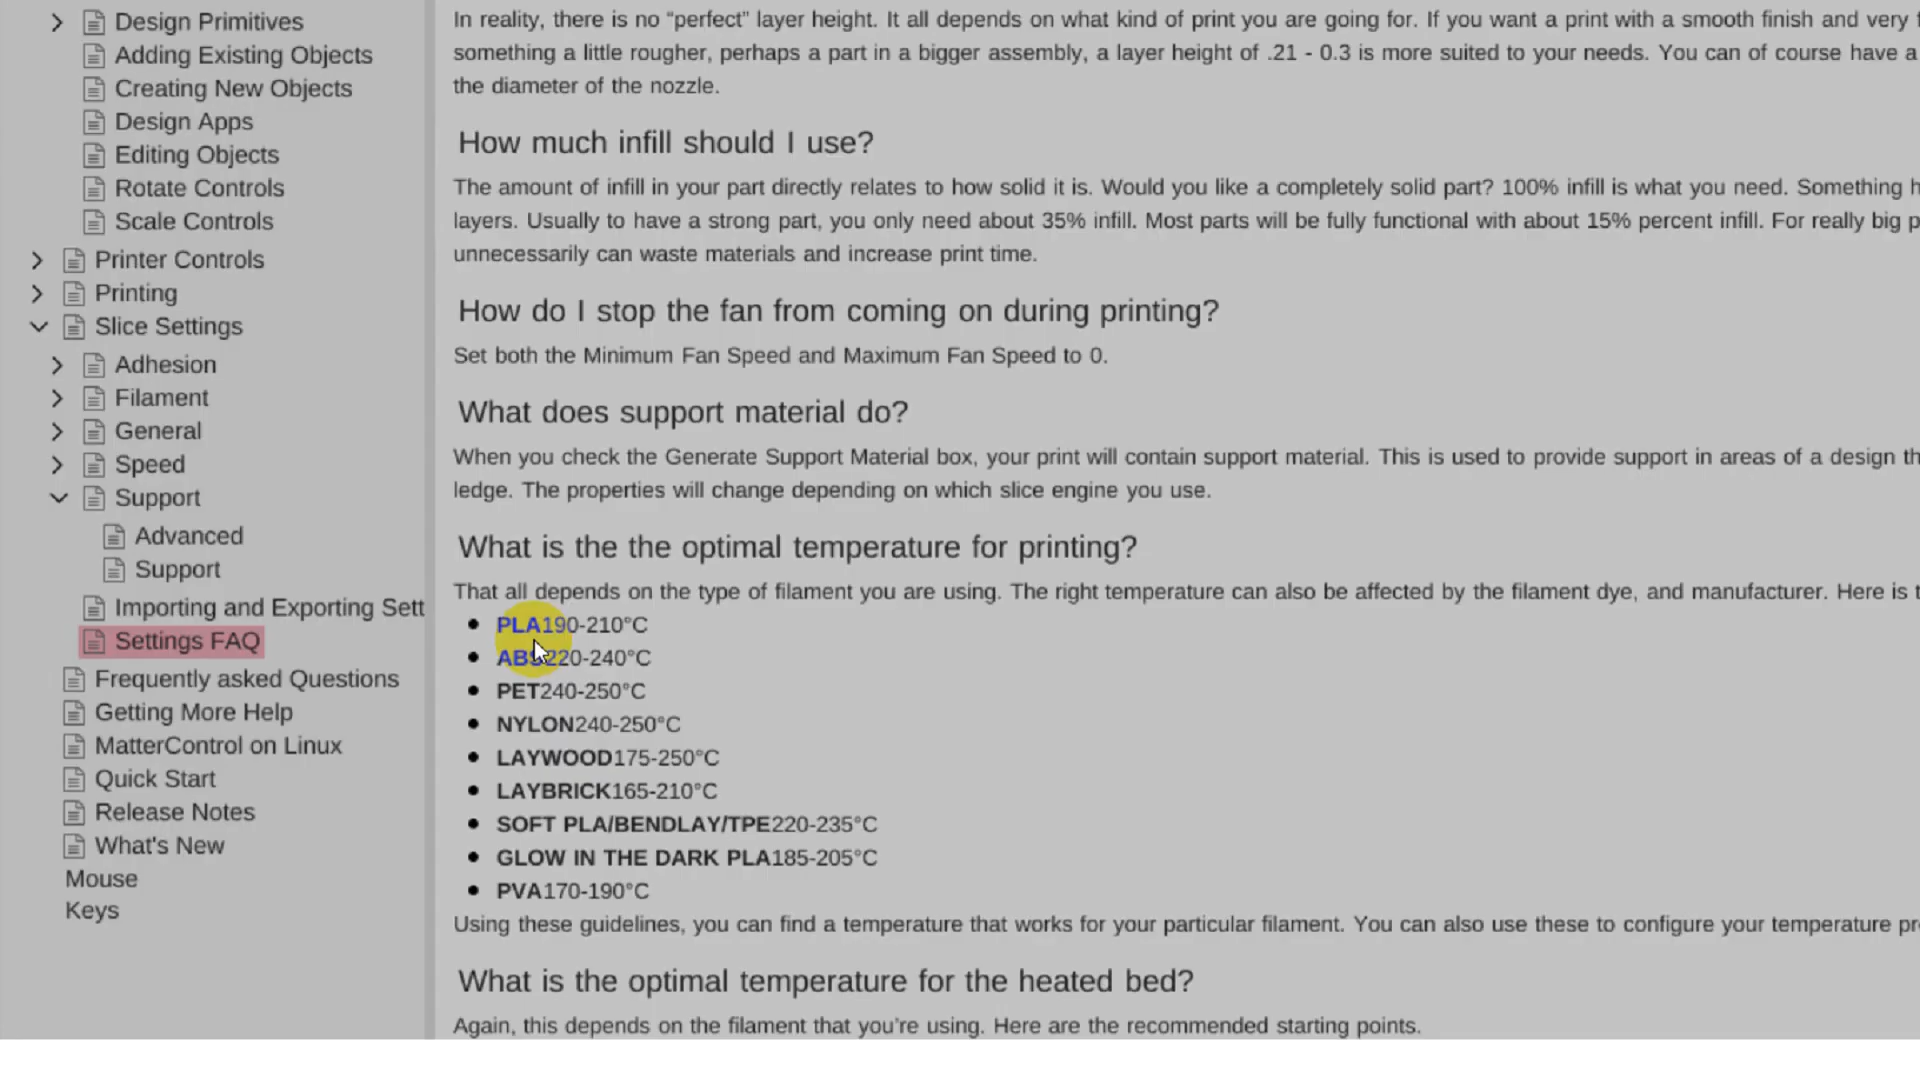 Design Primitives
Adding Existing Objects
Creating New Objects
Design Apps
Editing Objects
Rotate Controls
Scale Controls
Printer Controls
Printing
Slice Settings
Adhesion
Filament
General
Speed
Support
Advanced
Support
Importing and Exporting Sett
Settings FAQ
Frequently asked Questions
Getting More Help
MatterControl on Linux
Quick Start
Release Notes
What's New
Mouse
Keys
In reality, there is no “perfect” layer height. It all depends on what kind of print you are going for. If you want a print with a smooth finish and very
something a little rougher, perhaps a part in a bigger assembly, a layer height of .21 - 0.3 is more suited to your needs. You can of course have a
the diameter of the nozzle.
How much infill should I use?
The amount of infill in your part directly relates to how solid it is. Would you like a completely solid part? 100% infill is what you need. Something
layers. Usually to have a strong part, you only need about 35% infill. Most parts will be fully functional with about 15% percent infill. For really big
unnecessarily can waste materials and increase print time.
How do I stop the fan from coming on during printing?
Set both the Minimum Fan Speed and Maximum Fan Speed to 0.
What does support material do?
When you check the Generate Support Material box, your print will contain support material. This is used to provide support in areas of a design
ledge. The properties will change depending on which slice engine you use.
What is the the optimal temperature for printing?
That all depends on the type of filament you are using. The right temperature can also be affected by the filament dye, and manufacturer. Here is
• PLA190-210°C
• ABS220-240°C
• PET240-250°C
• NYLON240-250°C
• LAYWOOD175-250°C
• LAYBRICK165-210°C
• SOFT PLA/BENDLAY/TPE220-235°C
• GLOW IN THE DARK PLA185-205°C
• PVA170-190°C
Using these guidelines, you can find a temperature that works for your particular filament. You can also use these to configure your temperature
What is the optimal temperature for the heated bed?
Again, this depends on the filament that you're using. Here are the recommended starting points.